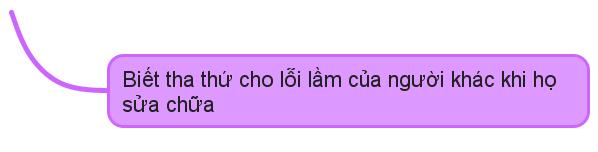 Biết tha thứ cho lỗi lầm của người khác khi họ
sửa chữa